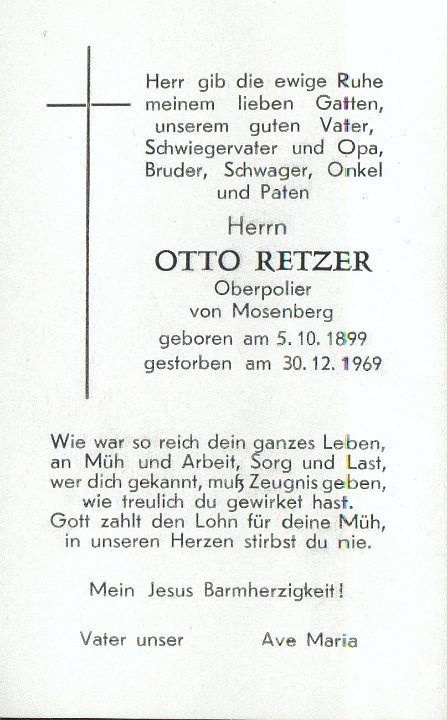 Herr gib die ewige Ruhe
meinem lieben Gatten,
unserem guten Vater,
Schwiegervater und Opa,
Bruder, Schwager, Onkel
und Paten
Herrn
OTTO RETZER
Oberpolier
von Mosenberg
geboren am 5.10.1899
gestorben am 30.12.1969
Wie war so reich dein ganzes Leben,
an Müh und Arbeit, Sorg und Last,
wer dich gekannt, muß Zeugnis geben,
wie treulich du gewirket hast.
Gott zahlt den Lohn für deine Müh,
in unseren Herzen stirbst du nie.
Mein Jesus Barmherzigkeit!
Vater unser Ave Maria